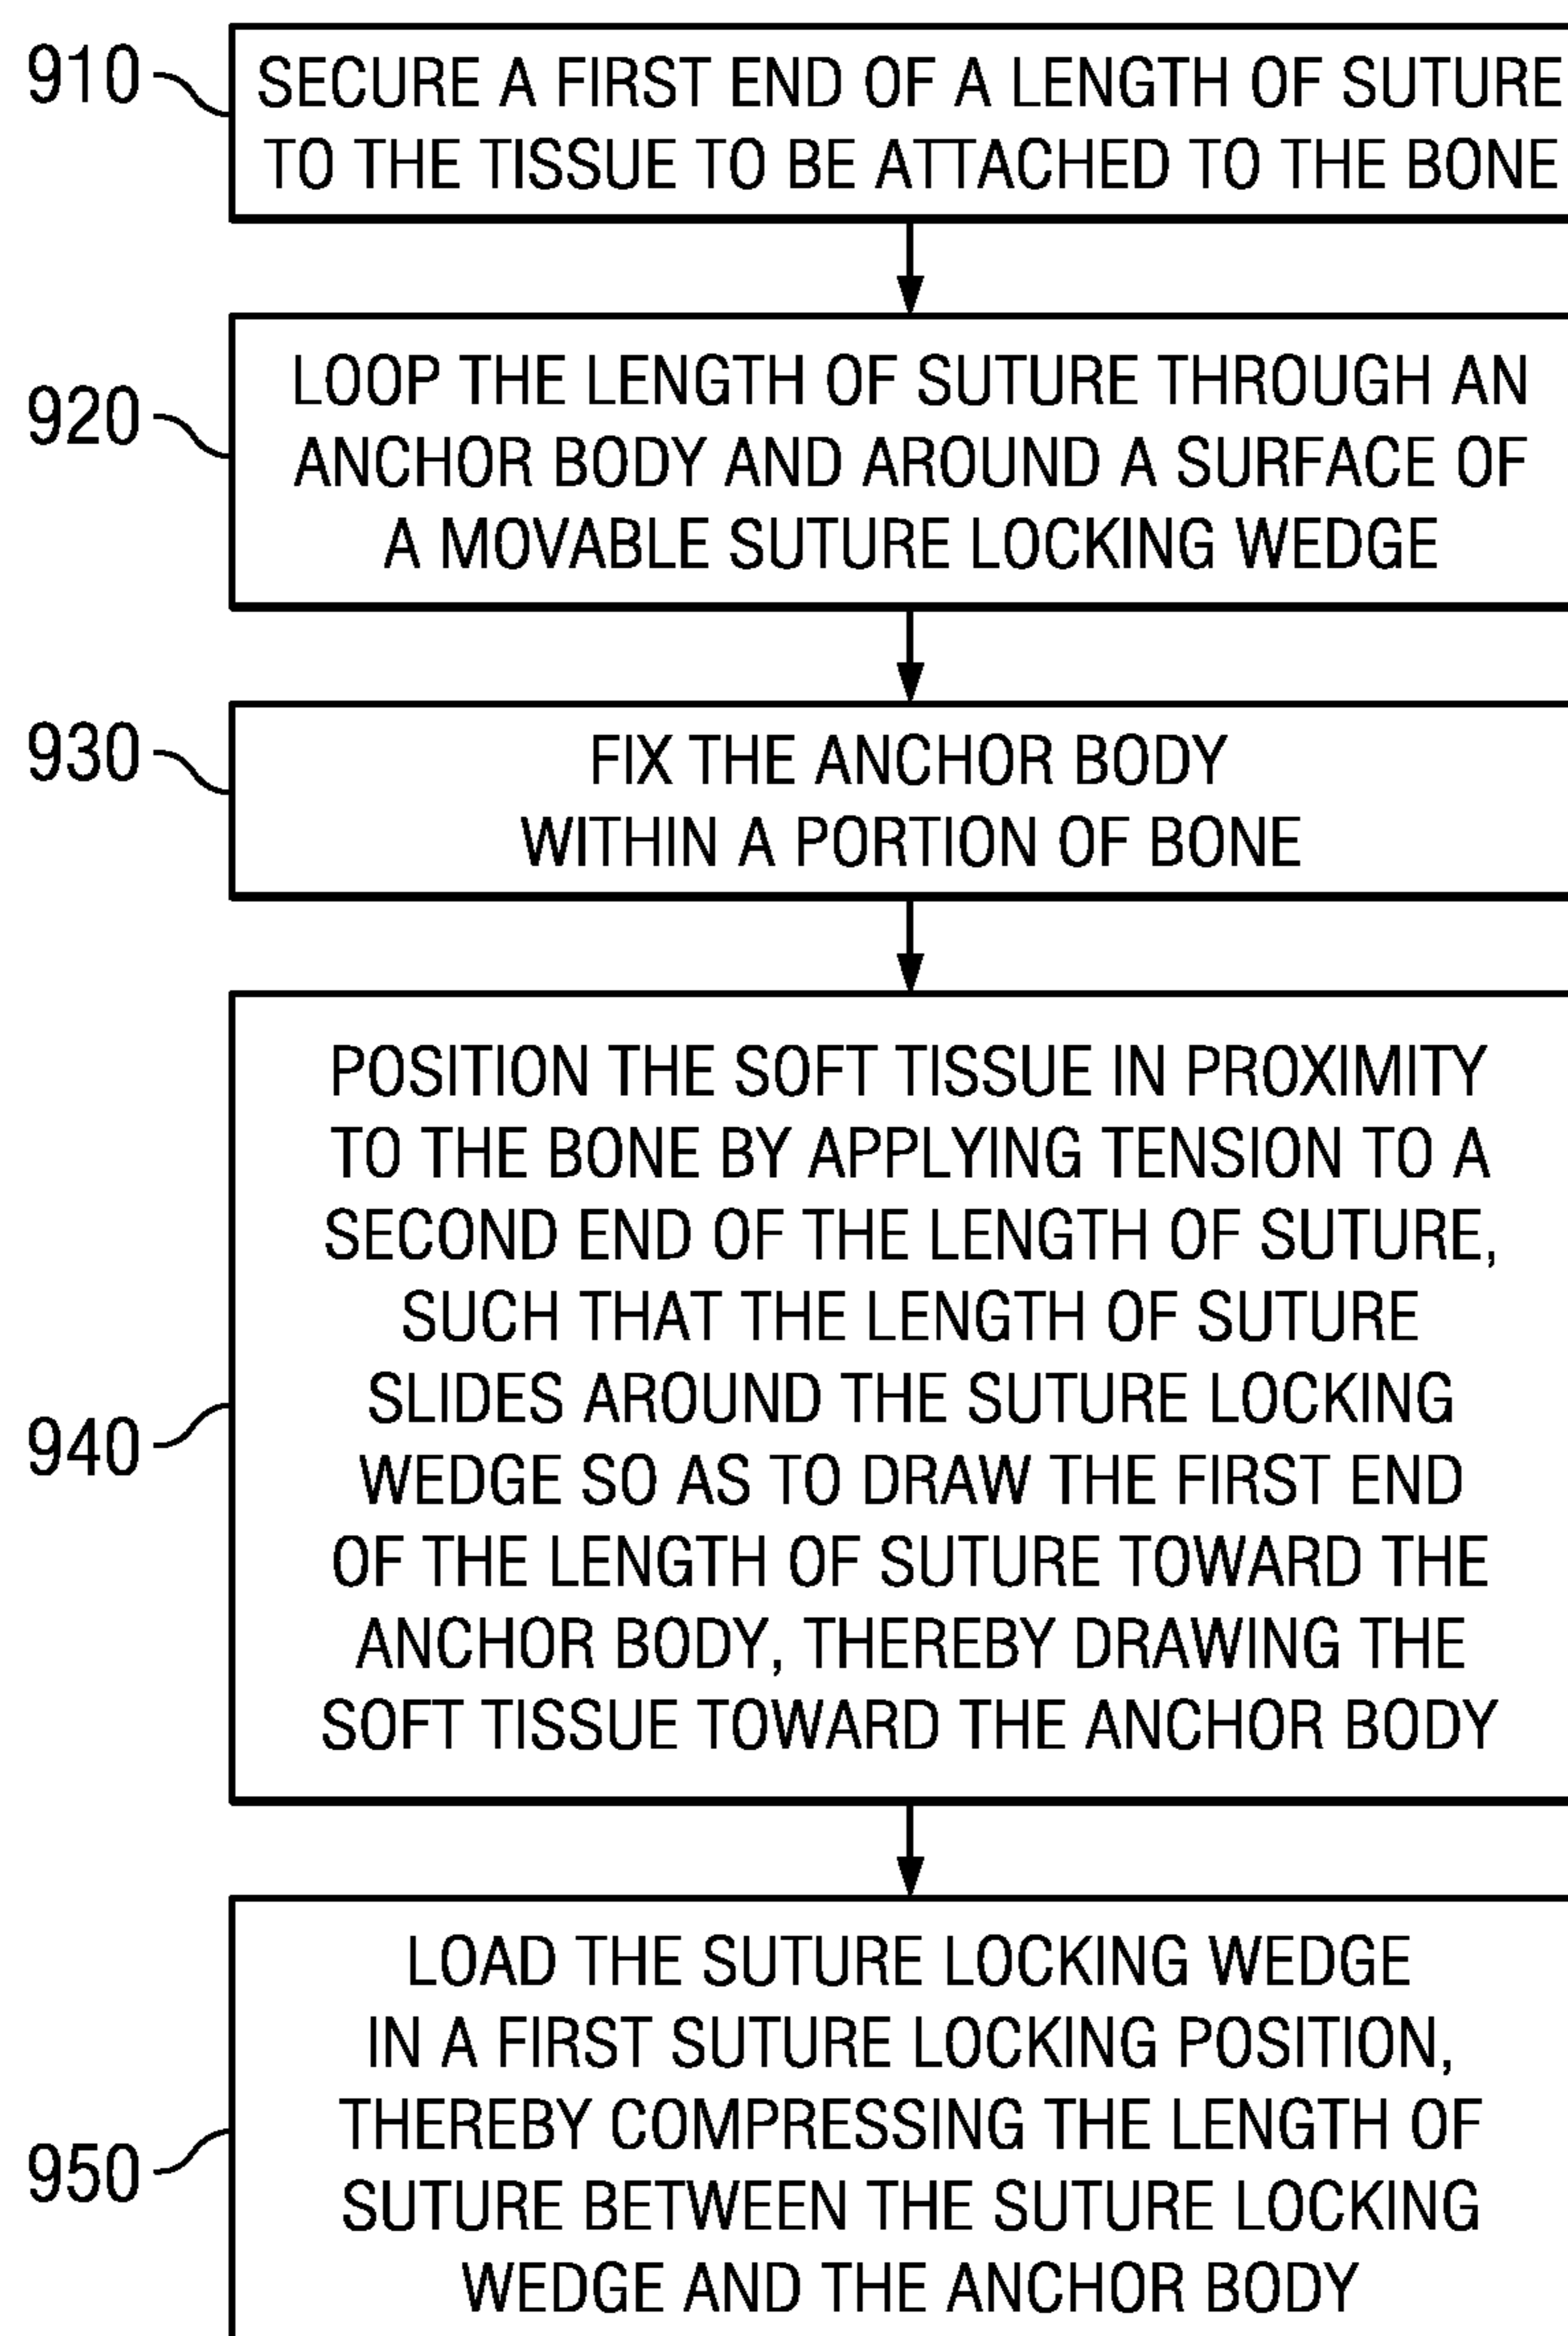 910
SECURE A FIRST END OF A LENGTH OF SUTURE
TO THE TISSUE TO BE ATTACHED TO THE BONE
920
LOOP THE LENGTH OF SUTURE THROUGH AN
ANCHOR BODY AND AROUND A SURFACE OF
A MOVABLE SUTURE LOCKING WEDGE
930
FIX THE ANCHOR BODY
WITHIN A PORTION OF BONE
940
POSITION THE SOFT TISSUE IN PROXIMITY
TO THE BONE BY APPLYING TENSION TO A
SECOND END OF THE LENGTH OF SUTURE,
SUCH THAT THE LENGTH OF SUTURE
SLIDES AROUND THE SUTURE LOCKING
WEDGE SO AS TO DRAW THE FIRST END
OF THE LENGTH OF SUTURE TOWARD THE
ANCHOR BODY, THEREBY DRAWING THE
SOFT TISSUE TOWARD THE ANCHOR BODY
950
LOAD THE SUTURE LOCKING WEDGE
IN A FIRST SUTURE LOCKING POSITION,
THEREBY COMPRESSING THE LENGTH OF
SUTURE BETWEEN THE SUTURE LOCKING
WEDGE AND THE ANCHOR BODY